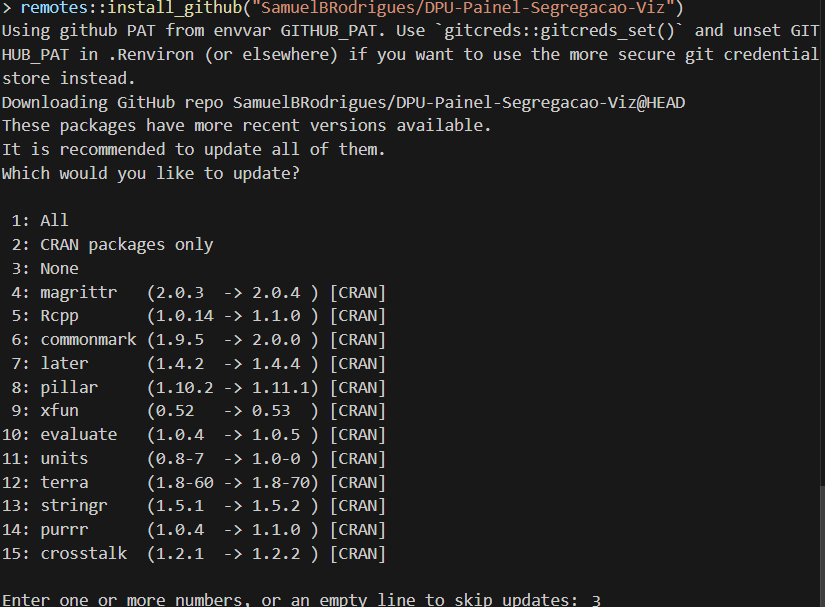 > remotes::install_github("SamuelBRodrigues/DPU-Painel-Segregacao-Viz")
Using github PAT from envvar GITHUB_PAT. Use `gitcreds::gitcreds_set()` and unset GIT
HUB_PAT in .Renviron (or elsewhere) if you want to use the more secure git credential
store instead.
Downloading GitHub repo SamuelBRodrigues/DPU-Painel-Segregacao-Viz@HEAD
These packages have more recent versions available.
It is recommended to update all of them.
Which would you like to update?

 1: All
 2: CRAN packages only
 3: None
 4: magrittr   (2.0.3  -> 2.0.4 ) [CRAN]
 5: Rcpp       (1.0.14 -> 1.1.0 ) [CRAN]
 6: commonmark (1.9.5  -> 2.0.0 ) [CRAN]
 7: later      (1.4.2  -> 1.4.4 ) [CRAN]
 8: pillar     (1.10.2 -> 1.11.1) [CRAN]
 9: xfun       (0.52   -> 0.53  ) [CRAN]
10: evaluate   (1.0.4  -> 1.0.5 ) [CRAN]
11: units      (0.8-7  -> 1.0-0 ) [CRAN]
12: terra      (1.8-60 -> 1.8-70) [CRAN]
13: stringr    (1.5.1  -> 1.5.2 ) [CRAN]
14: purrr      (1.0.4  -> 1.1.0 ) [CRAN]
15: crosstalk  (1.2.1  -> 1.2.2 ) [CRAN]

Enter one or more numbers, or an empty line to skip updates: 3